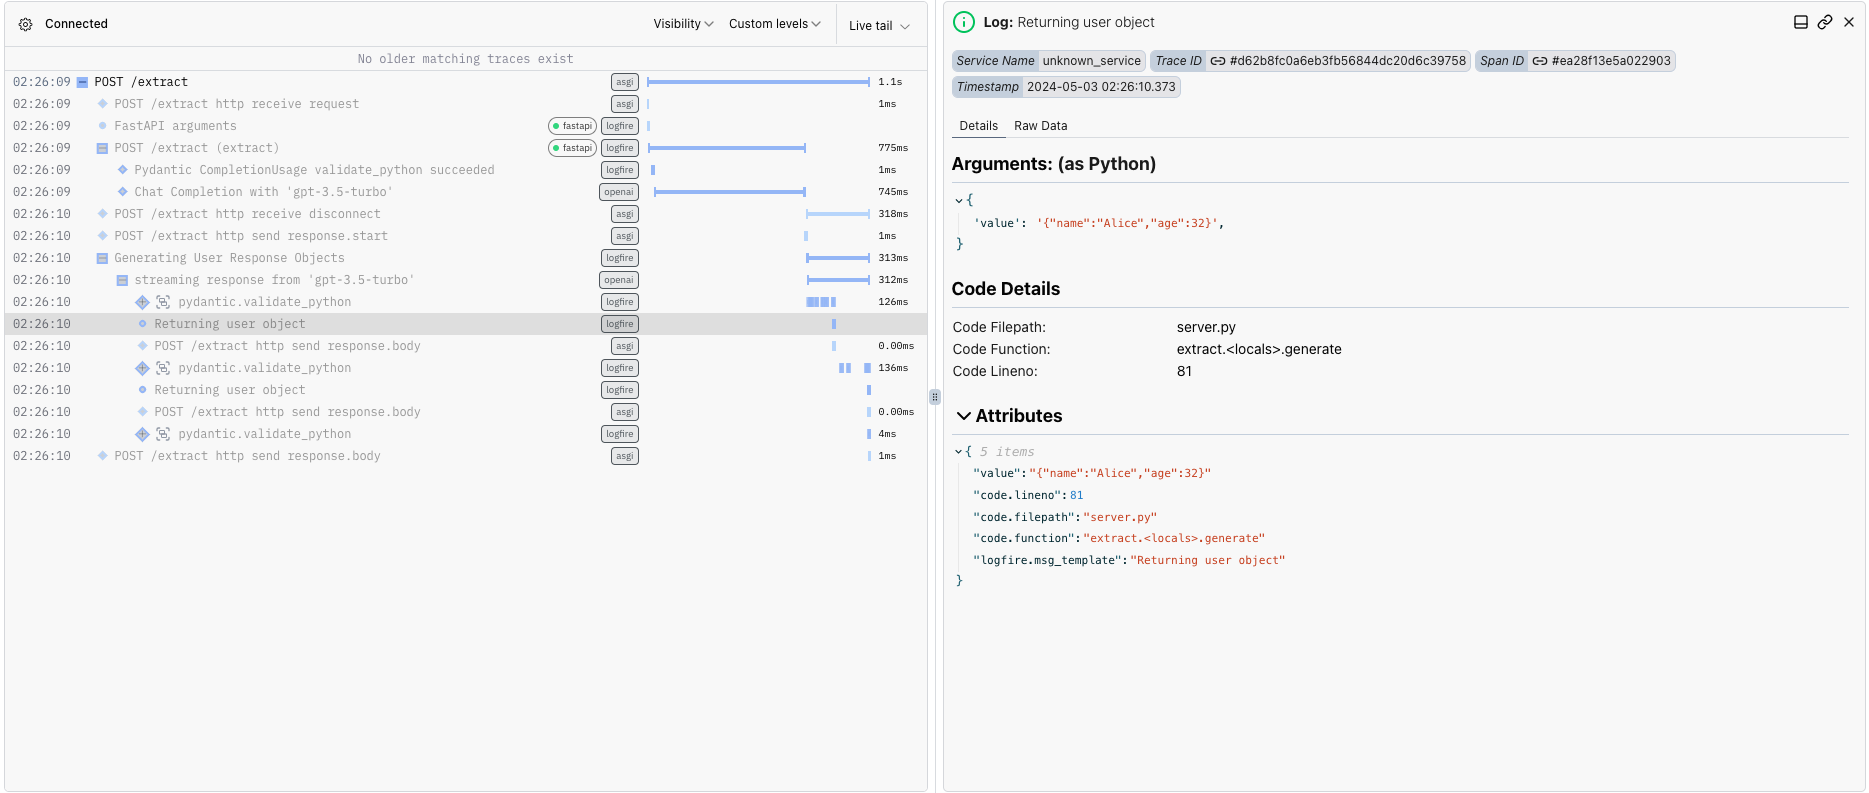 Connected
Visibility
Custom levels
Live tail
No older matching traces exist
02:26:09 POST /extract asgi 1.1s
02:26:09 POST /extract http receive request asgi 1ms
02:26:09 FastAPI arguments fastapi logfire
02:26:09 POST /extract (extract) fastapi logfire 775ms
02:26:09 Pydantic CompletionUsage validate_python succeeded logfire 1ms
02:26:09 Chat Completion with 'gpt-3.5-turbo' openai 745ms
02:26:10 POST /extract http receive disconnect asgi 318ms
02:26:10 POST /extract http send response.start asgi 1ms
02:26:10 Generating User Response Objects logfire 313ms
02:26:10 streaming response from 'gpt-3.5-turbo' openai 312ms
02:26:10 pydantic.validate_python logfire 126ms
02:26:10 Returning user object logfire
02:26:10 POST /extract http send response.body asgi 0.00ms
02:26:10 pydantic.validate_python logfire 136ms
02:26:10 Returning user object logfire
02:26:10 POST /extract http send response.body asgi 0.00ms
02:26:10 pydantic.validate_python logfire 4ms
02:26:10 POST /extract http send response.body asgi 1ms
Log: Returning user object
Service Name unknown_service Trace ID #d62b8fc0a6eb3fb56844dc20d6c39758 Span ID #ea28f13e5a022903
Timestamp 2024-05-03 02:26:10.373
Details Raw Data
Arguments: (as Python)
{
'value': '{"name":"Alice","age":32}',
}
Code Details
Code Filepath: server.py
Code Function: extract.<locals>.generate
Code Lineno: 81
Attributes
{ 5 items
"value":"{"name":"Alice","age":32}"
"code.lineno":81
"code.filepath":"server.py"
"code.function":"extract.<locals>.generate"
"logfire.msg_template":"Returning user object"
}